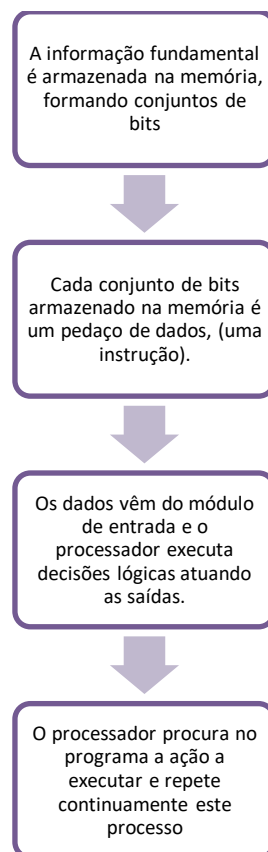 A informação fundamental
é armazenada na memória,
formando conjuntos de
bits
Cada conjunto de bits
armazenado na memória é
um pedaço de dados, (uma
instrução).
Os dados vêm do módulo
de entrada e o
processador executa
decisões lógicas atuando
as saídas.
O processador procura no
programa a ação a
executar e repete
continuamente este
processo